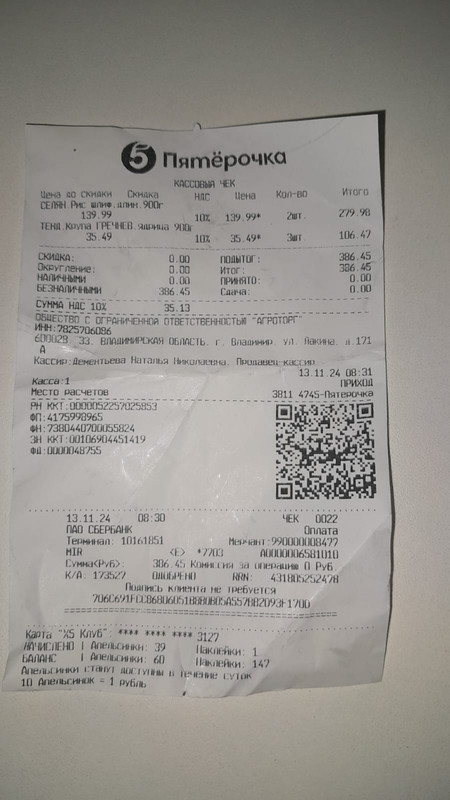 5 Пятёрочка
КАССОВЫЙ ЧЕК
Цена до скидки Скидка НДС Цена Кол-во Итого
СЕЛЯН.Рис шлиф.длин.900г
139.99 10% 139.99* 2шт. 279.98
ТЕНД.Крупа ГРЕЧНЕВ.ядрица 900г
35.49 10% 35.49* 3шт. 106.47
СКИДКА: 0.00 ПОДЫТОГ: 386.45
Округление: 0.00 Итог: 386.45
НАЛИЧНЫМИ 0.00 ПРИНЯТО: 0.00
БЕЗНАЛИЧНЫМИ 386.45 Сдача: 0.00
СУММА НДС 10% 35.13
ОБЩЕСТВО С ОГРАНИЧЕННОЙ ОТВЕТСТВЕННОСТЬЮ "АГРОТОРГ"
ИНН:7825706086
600028, 33, ВЛАДИМИРСКАЯ ОБЛАСТЬ, г. Владимир, ул. Лакина, д.171
А
Кассир:Дементьева Наталья Николаевна, Продавец-кассир
13.11.24 08:31
Касса:1 ПРИХОД
Место расчетов 3811 4745-Пятерочка
РН ККТ:0000052257025853
ФП:4175998965
ФН:7380440700055824
ЗН ККТ:00106904451419
ФД:0000048755
13.11.24 08:30 ЧЕК 0022
ПАО СБЕРБАНК Оплата
Терминал: 10161851 Мерчант:990000008477
MIR <E> *7703 A0000006581010
Сумма(Руб): 386.45 Комиссия за операцию 0 Руб.
К/А: 173527 ОДОБРЕНО RRN: 431805252478
Подпись клиента не требуется
Карта "X5 Клуб": **** **** **** 3127
НАЧИСЛЕНО | Апельсинки: 39 Наклейки: 1
БАЛАНС | Апельсинки: 60 Наклейки: 147
Апельсинки станут доступны в течение суток
10 Апельсинок = 1 рубль